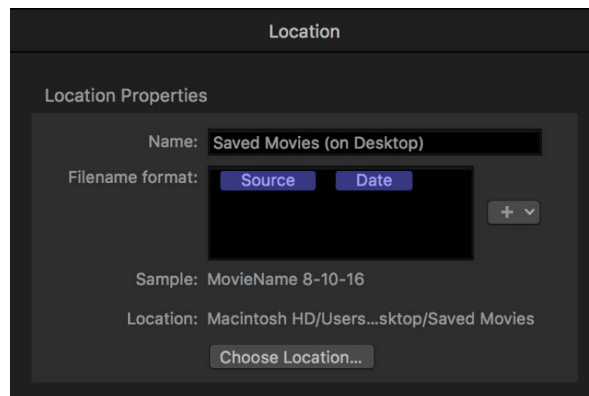 Location
Location Properties
Name: Saved Movies (on Desktop)
Filename format: Source Date
+
Sample: MovieName 8-10-16
Location: Macintosh HD/Users...sktop/Saved Movies
Choose Location...